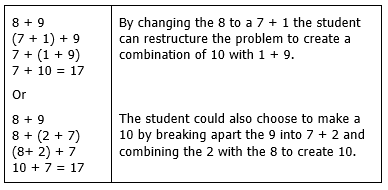 8 + 9
(7 + 1) + 9
7 + (1 + 9)
7 + 10 = 17
Or
8 + 9
8 + (2 + 7)
(8+ 2) + 7
10 + 7 = 17
By changing the 8 to a 7 + 1 the student
can restructure the problem to create a
combination of 10 with 1 + 9.
The student could also choose to make a
10 by breaking apart the 9 into 7 + 2 and
combining the 2 with the 8 to create 10.